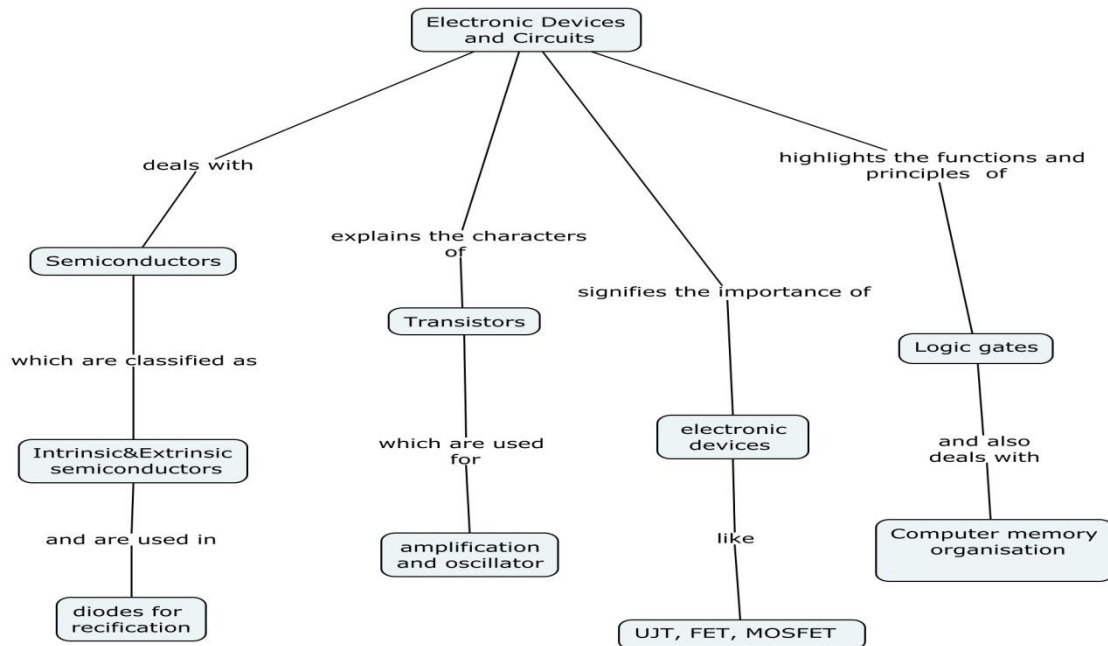 Electronic Devices
and Circuits
deals with
Semiconductors
which are classified as
Intrinsic&Extrinsic
semiconductors
and are used in
diodes for
recification
explains the characters
of
Transistors
which are used
for
amplification
and oscillator
signifies the importance of
electronic
devices
like
UJT, FET, MOSFET
highlights the functions and
principles of
Logic gates
and also
deals with
Computer memory
organisation